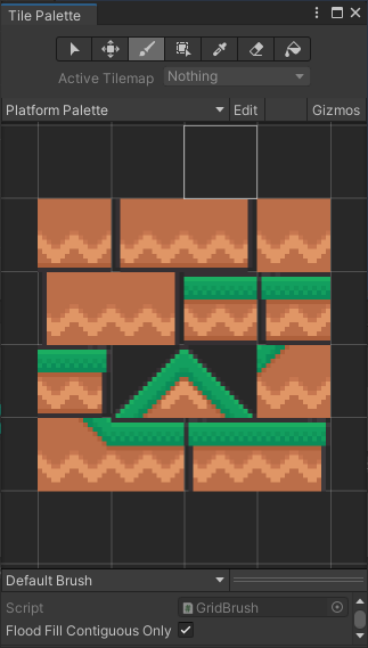 Tile Palette
Active Tilemap Nothing
Platform Palette Edit Gizmos
Default Brush
Script GridBrush
Flood Fill Contiguous Only